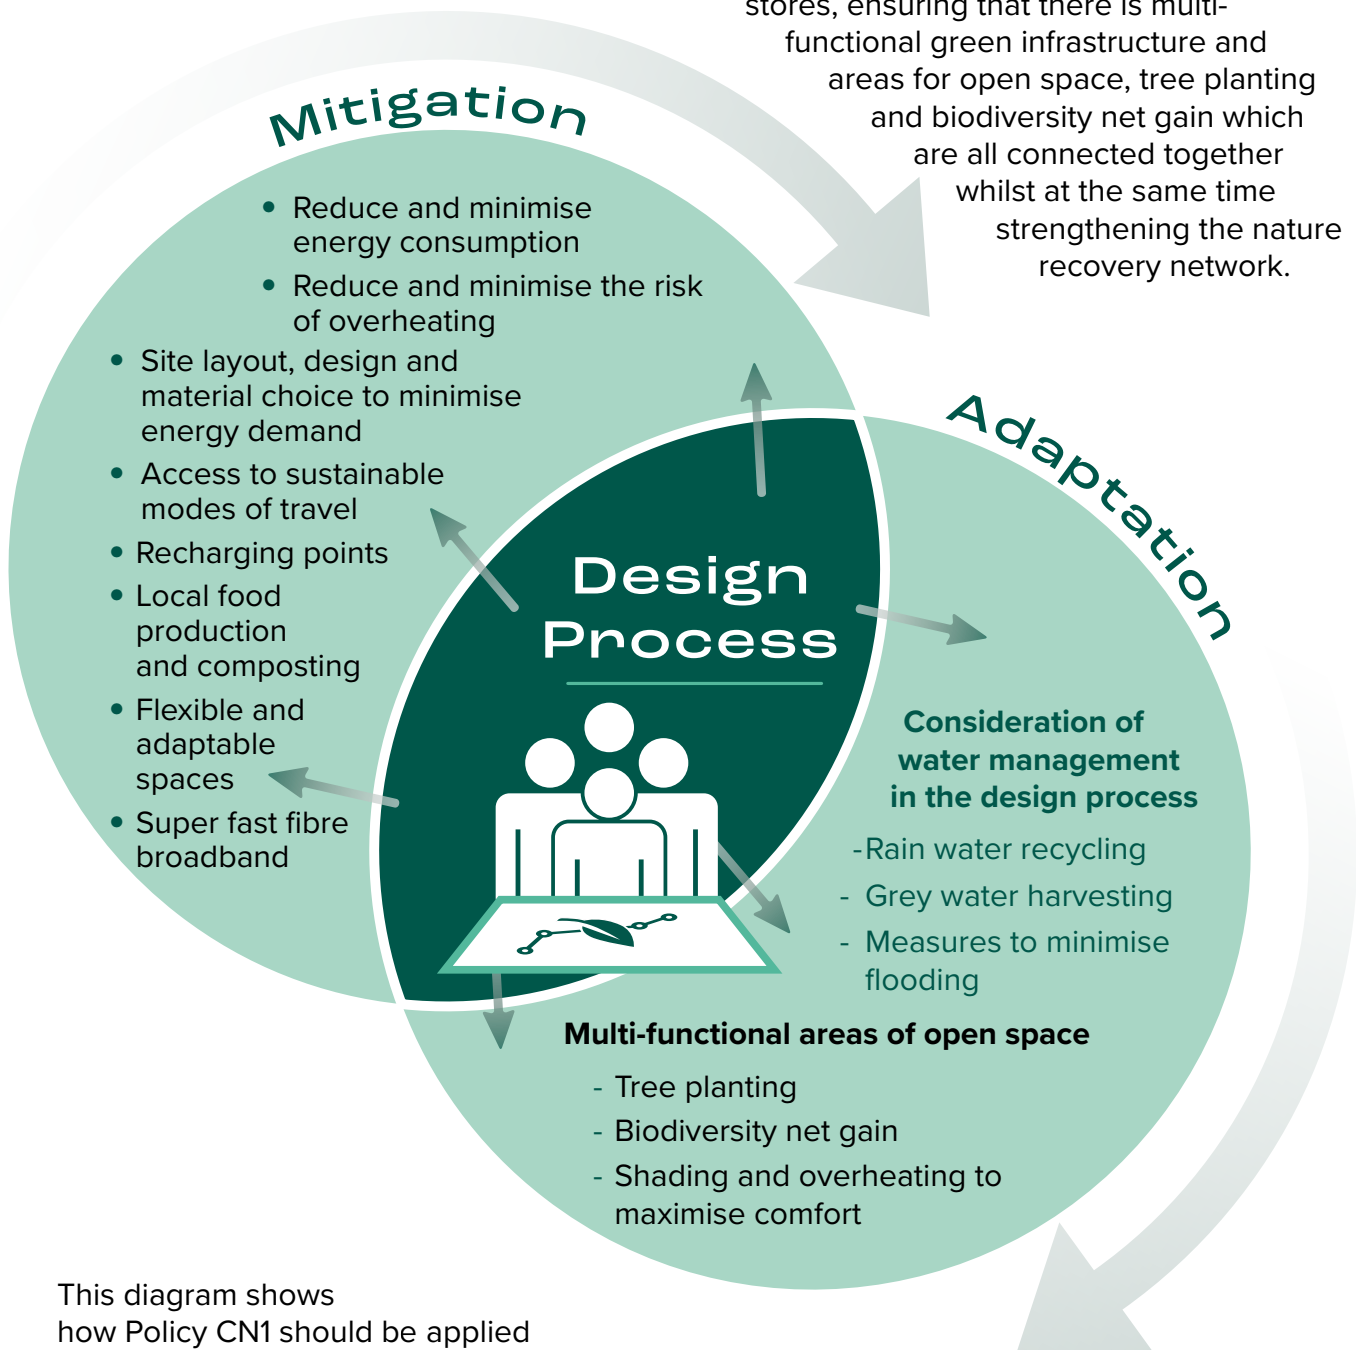 stores, ensuring that there is multi-
functional green infrastructure and
areas for open space, tree planting
and biodiversity net gain which
are all connected together
whilst at the same time
strengthening the nature
recovery network.
Mitigation
• Reduce and minimise
energy consumption
• Reduce and minimise the risk
of overheating
• Site layout, design and
material choice to minimise
energy demand
• Access to sustainable
modes of travel
• Recharging points
• Local food
production
and composting
• Flexible and
adaptable
spaces
• Super fast fibre
broadband
Design
Process
Adaptation
Consideration of
water management
in the design process
-Rain water recycling
- Grey water harvesting
- Measures to minimise
flooding
Multi-functional areas of open space
- Tree planting
- Biodiversity net gain
- Shading and overheating to
maximise comfort
This diagram shows
how Policy CN1 should be applied